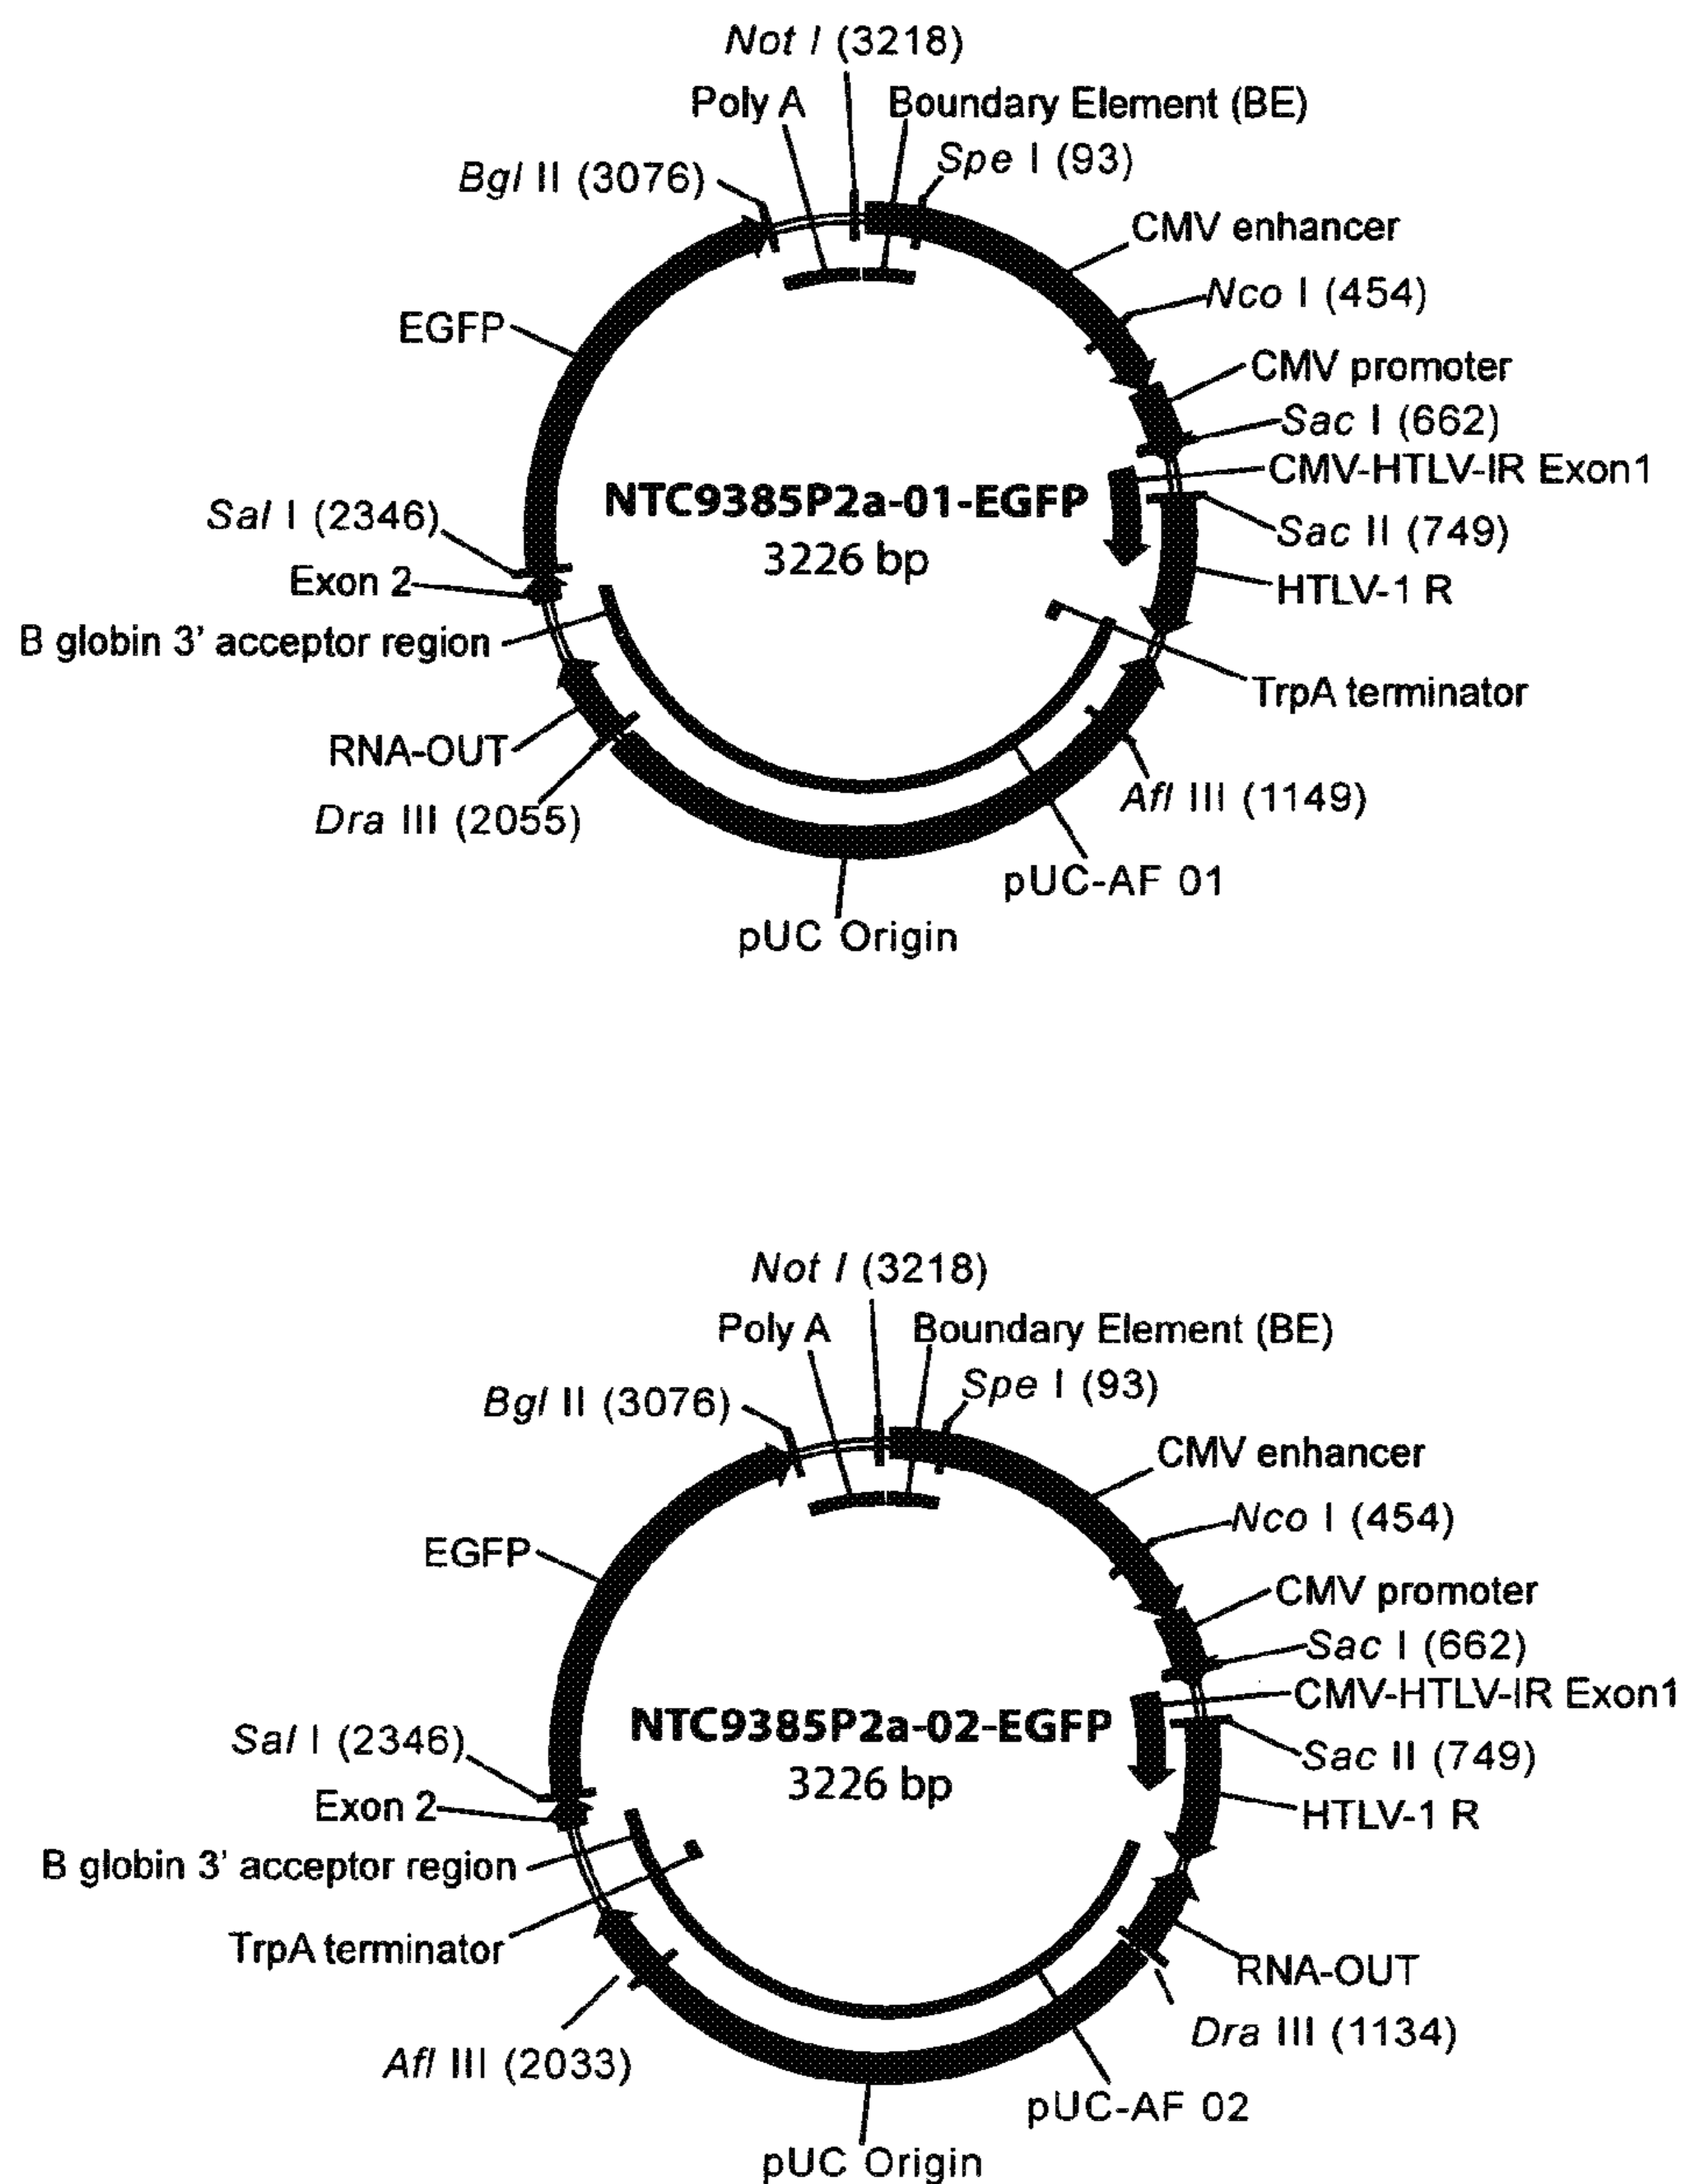 Not I (3218)
Poly A
Boundary Element (BE)
Spe I (93)
Bgl II (3076)
CMV enhancer
Nco I (454)
EGFP
CMV promoter
Sac I (662)
CMV-HTLV-IR Exon1
NTC9385P2a-01-EGFP
3226 bp
Sal I (2346)
Sac II (749)
Exon 2
HTLV-1 R
B globin 3' acceptor region
TrpA terminator
RNA-OUT
Afl III (1149)
Dra III (2055)
pUC-AF 01
pUC Origin
Not I (3218)
Poly A
Boundary Element (BE)
Spe I (93)
Bgl II (3076)
CMV enhancer
Nco I (454)
EGFP
CMV promoter
Sac I (662)
CMV-HTLV-IR Exon1
NTC9385P2a-02-EGFP
3226 bp
Sal I (2346)
Sac II (749)
Exon 2
HTLV-1 R
B globin 3' acceptor region
TrpA terminator
RNA-OUT
Dra III (1134)
Afl III (2033)
pUC-AF 02
pUC Origin